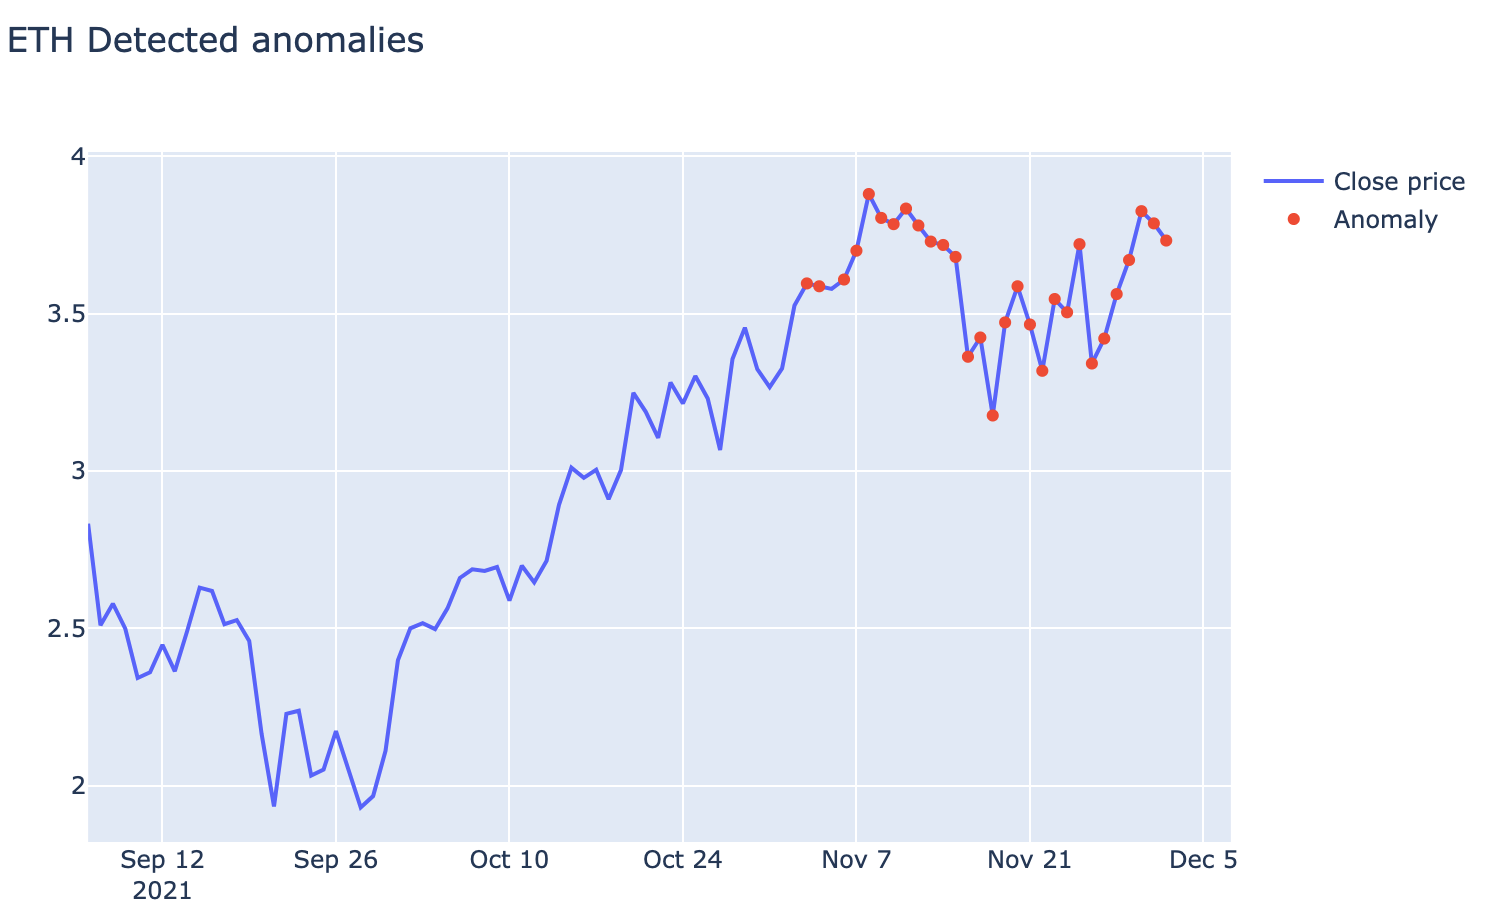 ETH Detected anomalies
Close price
Anomaly
4
3.5
3
2.5
2
Sep 12
2021
Sep 26
Oct 10
Oct 24
Nov 7
Nov 21
Dec 5